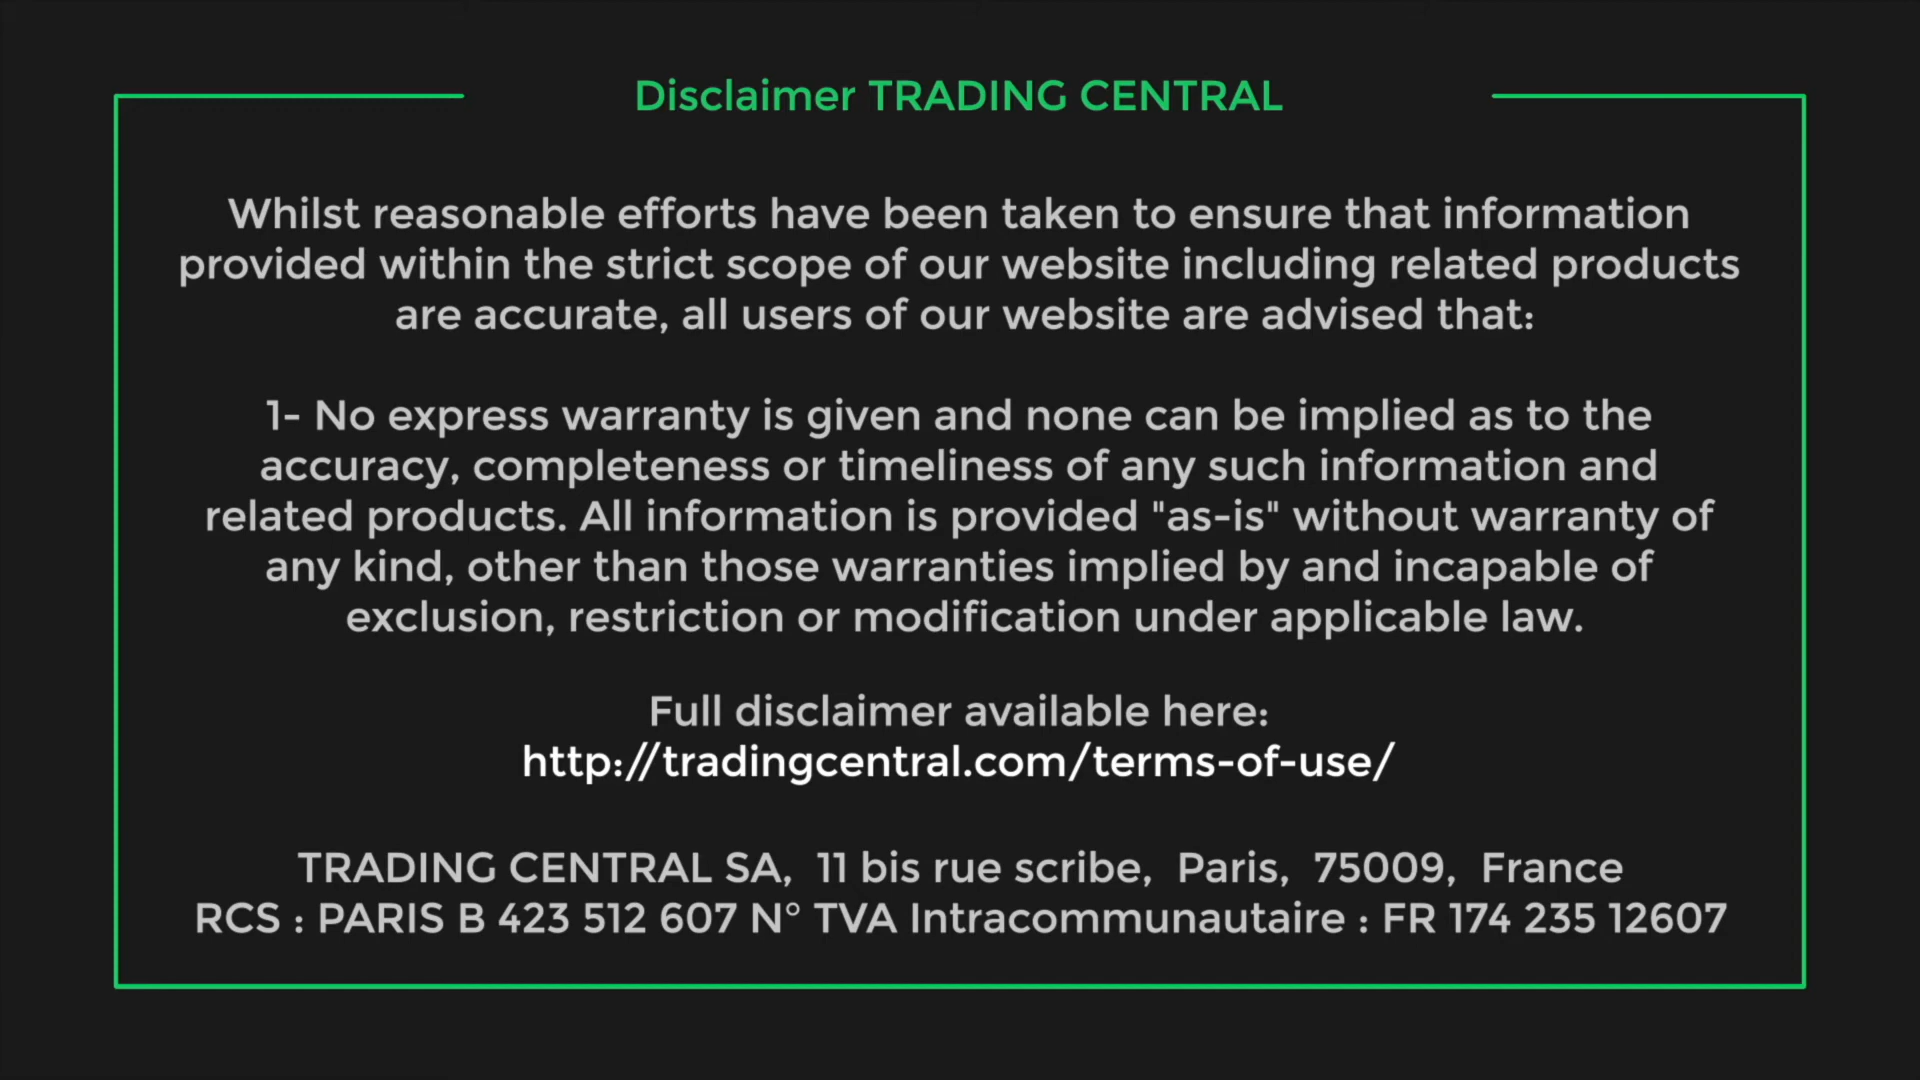 Disclaimer TRADING CENTRAL
Whilst reasonable efforts have been taken to ensure that information
provided within the strict scope of our website including related products
are accurate, all users of our website are advised that:
1- No express warranty is given and none can be implied as to the
accuracy, completeness or timeliness of any such information and
related products. All information is provided "as-is" without warranty of
any kind, other than those warranties implied by and incapable of
exclusion, restriction or modification under applicable law.
Full disclaimer available here:
http://tradingcentral.com/terms-of-use/
TRADING CENTRAL SA, 11 bis rue scribe, Paris, 75009, France
RCS : PARIS B 423 512 607 N° TVA Intracommunautaire : FR 174 235 12607